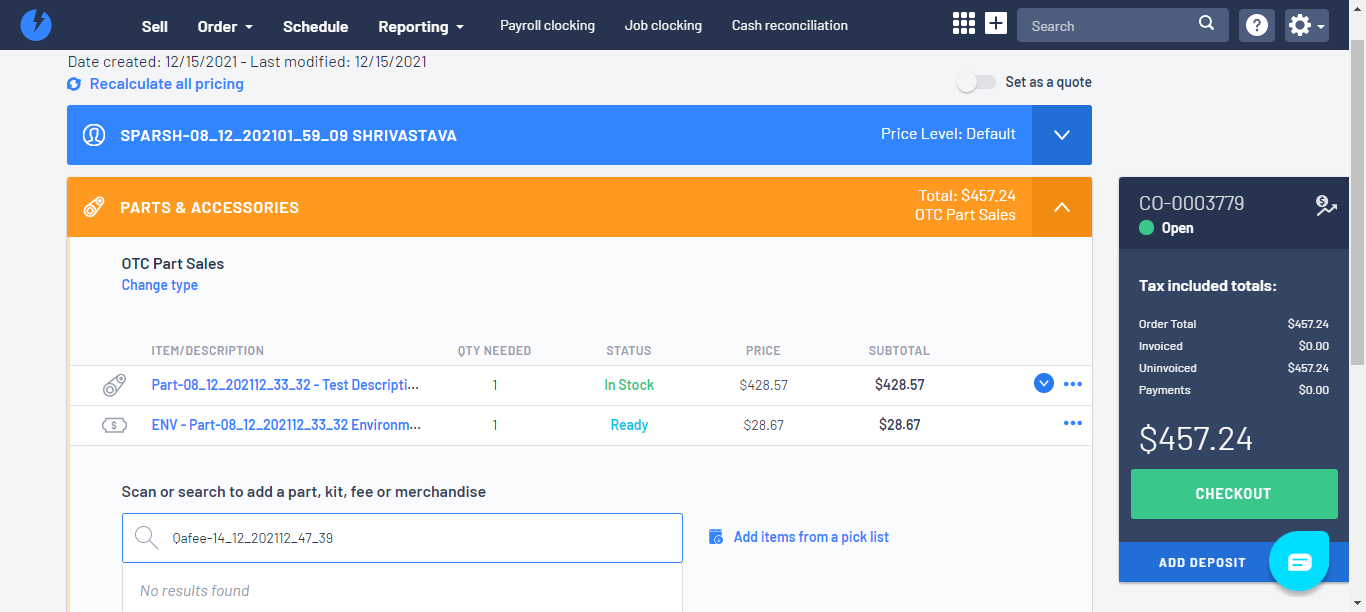 Sell Order Schedule Reporting Payroll clocking Job clocking Cash reconciliation Search
Date created: 12/15/2021 - Last modified: 12/15/2021
Recalculate all pricing
Set as a quote
SPARSH-08_12_202101_59_09 SHRIVASTAVA Price Level: Default
PARTS & ACCESSORIES
Total: $457.24
OTC Part Sales
OTC Part Sales
Change type
ITEM/DESCRIPTION QTY NEEDED STATUS PRICE SUBTOTAL
Part-08_12_202112_33_32 - Test Descripti... 1 In Stock $428.57 $428.57
ENV - Part-08_12_202112_33_32 Environm... 1 Ready $28.67 $28.67
Scan or search to add a part, kit, fee or merchandise
Qafee-14_12_202112_47_39
Add items from a pick list
No results found
CO-0003779
Open
Tax included totals:
Order Total $457.24
Invoiced $0.00
Uninvoiced $457.24
Payments $0.00
$457.24
CHECKOUT
ADD DEPOSIT